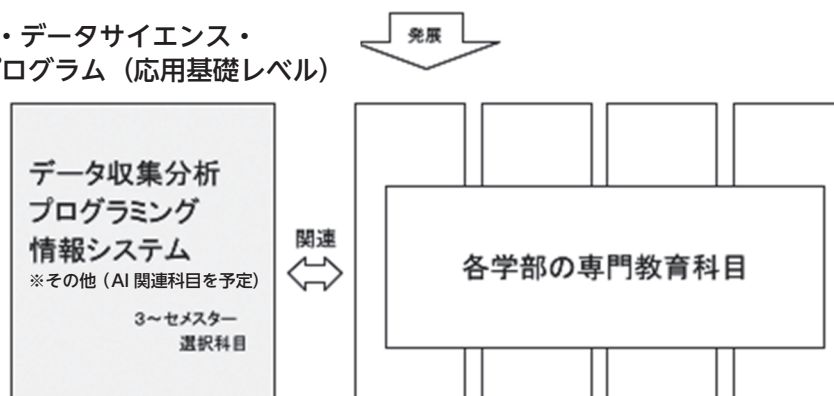 ・データサイエンス・
プログラム（応用基礎レベル）
発展
データ収集分析
プログラミング
情報システム
※その他（AI 関連科目を予定）
3～セメスター
選択科目
関連
各学部の専門教育科目